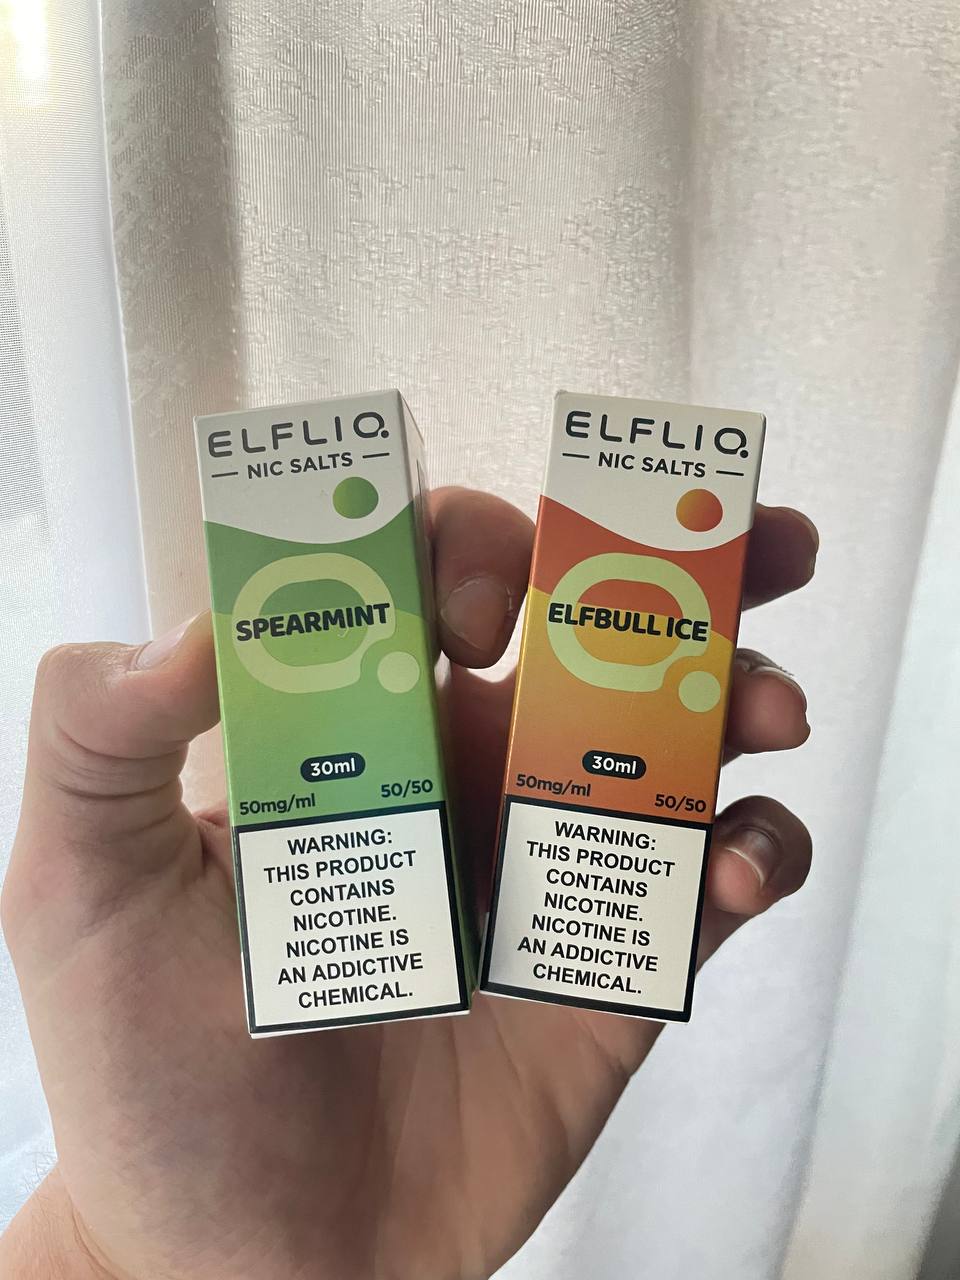 ELFLIQ
NIC SALTS
SPEARMINT
30ml
50mg/ml 50/50
WARNING:
THIS PRODUCT
CONTAINS
NICOTINE.
NICOTINE IS
AN ADDICTIVE
CHEMICAL.
ELFLIQ
NIC SALTS
ELFBULL ICE
30ml
50mg/ml 50/50
WARNING:
THIS PRODUCT
CONTAINS
NICOTINE.
NICOTINE IS
AN ADDICTIVE
CHEMICAL.